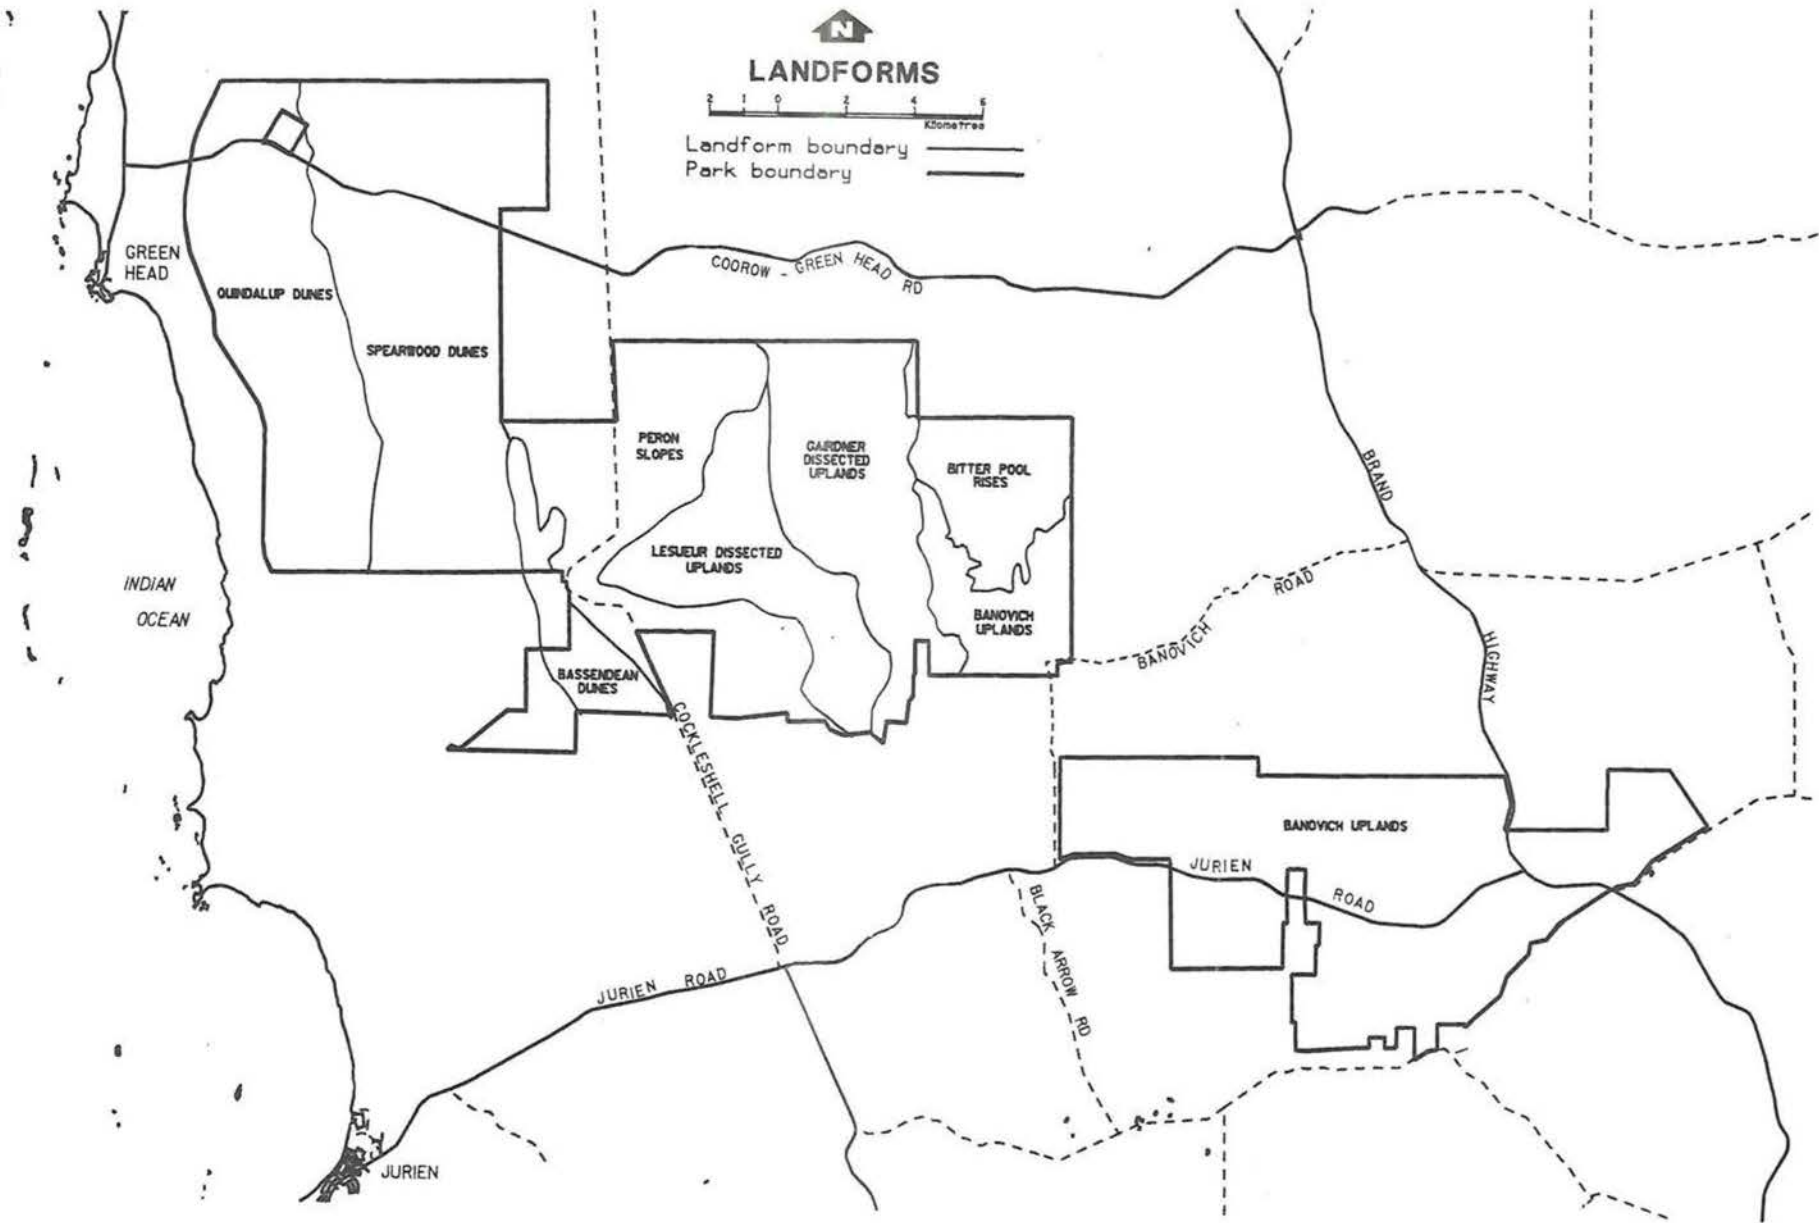 N
LANDFORMS
2 1 0 2 4 6
Kilometres
Landform boundary
Park boundary
GREEN
HEAD
COOROW - GREEN HEAD RD
QUINDALUP DUNES
SPEARWOOD DUNES
PERON
SLOPES
GAIRDNER
DISSECTED
UPLANDS
BITTER POOL
RISES
BRAND
HIGHWAY
LESUEUR DISSECTED
UPLANDS
INDIAN
OCEAN
BANOVICH
UPLANDS
BANOVICH ROAD
BASSENDEAN
DUNES
COCKLESHELL GULLY ROAD
BANOVICH UPLANDS
JURIEN ROAD
BLACK ARROW RD
JURIEN ROAD
JURIEN